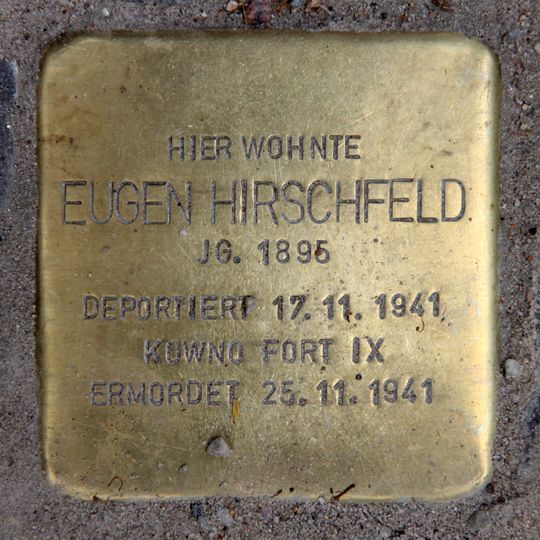 HIER WOHNTE
EUGEN HIRSCHFELD
JG. 1895
DEPORTIERT 17. 11. 1941
KOWNO FORT IX
ERMORDET 25. 11. 1941